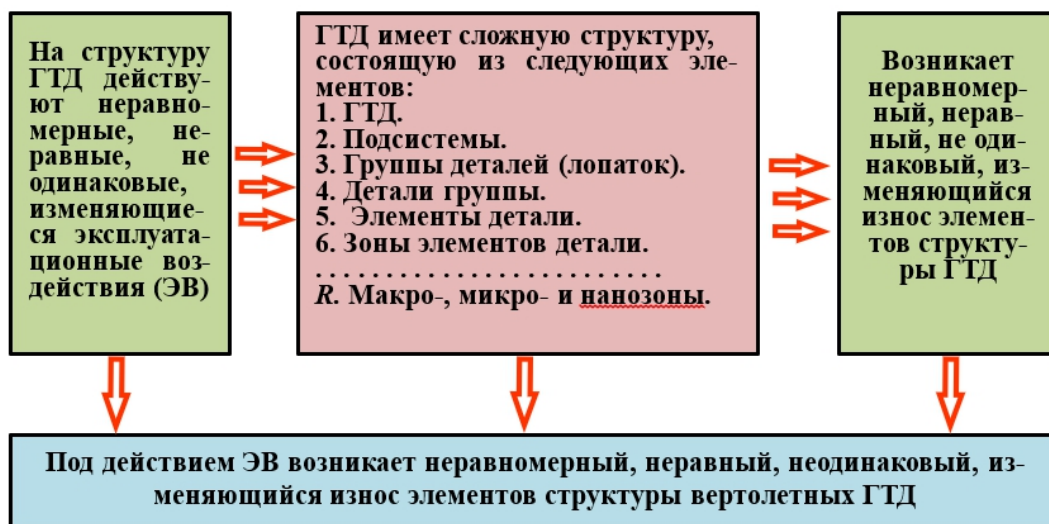 На структуру
ГТД действу-
ют неравно-
мерные, не-
равные, не
одинаковые,
изменяющие-
ся эксплуата-
ционные воз-
действия (ЭВ)
ГТД имеет сложную структуру,
состоящую из следующих эле-
ментов:
1. ГТД.
2. Подсистемы.
3. Группы деталей (лопаток).
4. Детали группы.
5. Элементы детали.
6. Зоны элементов детали.
. . . . . . . . . . . . . . . . . . . . . . . . .
R. Макро-, микро- и нанозоны.
Возникает
неравномер-
ный, нерав-
ный, не оди-
наковый, из-
меняющийся
износ элемен-
тов структу-
ры ГТД
Под действием ЭВ возникает неравномерный, неравный, неодинаковый, из-
меняющийся износ элементов структуры вертолетных ГТД